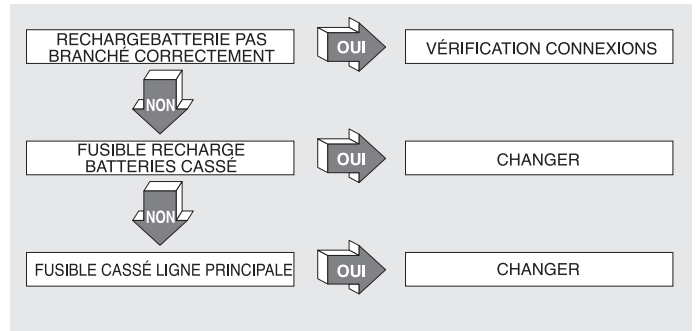 RECHARGEBATTERIE PAS
BRANCHÉ CORRECTEMENT
OUI
VÉRIFICATION CONNEXIONS
NON
FUSIBLE RECHARGE
BATTERIES CASSÉ
OUI
CHANGER
NON
FUSIBLE CASSÉ LIGNE PRINCIPALE
OUI
CHANGER